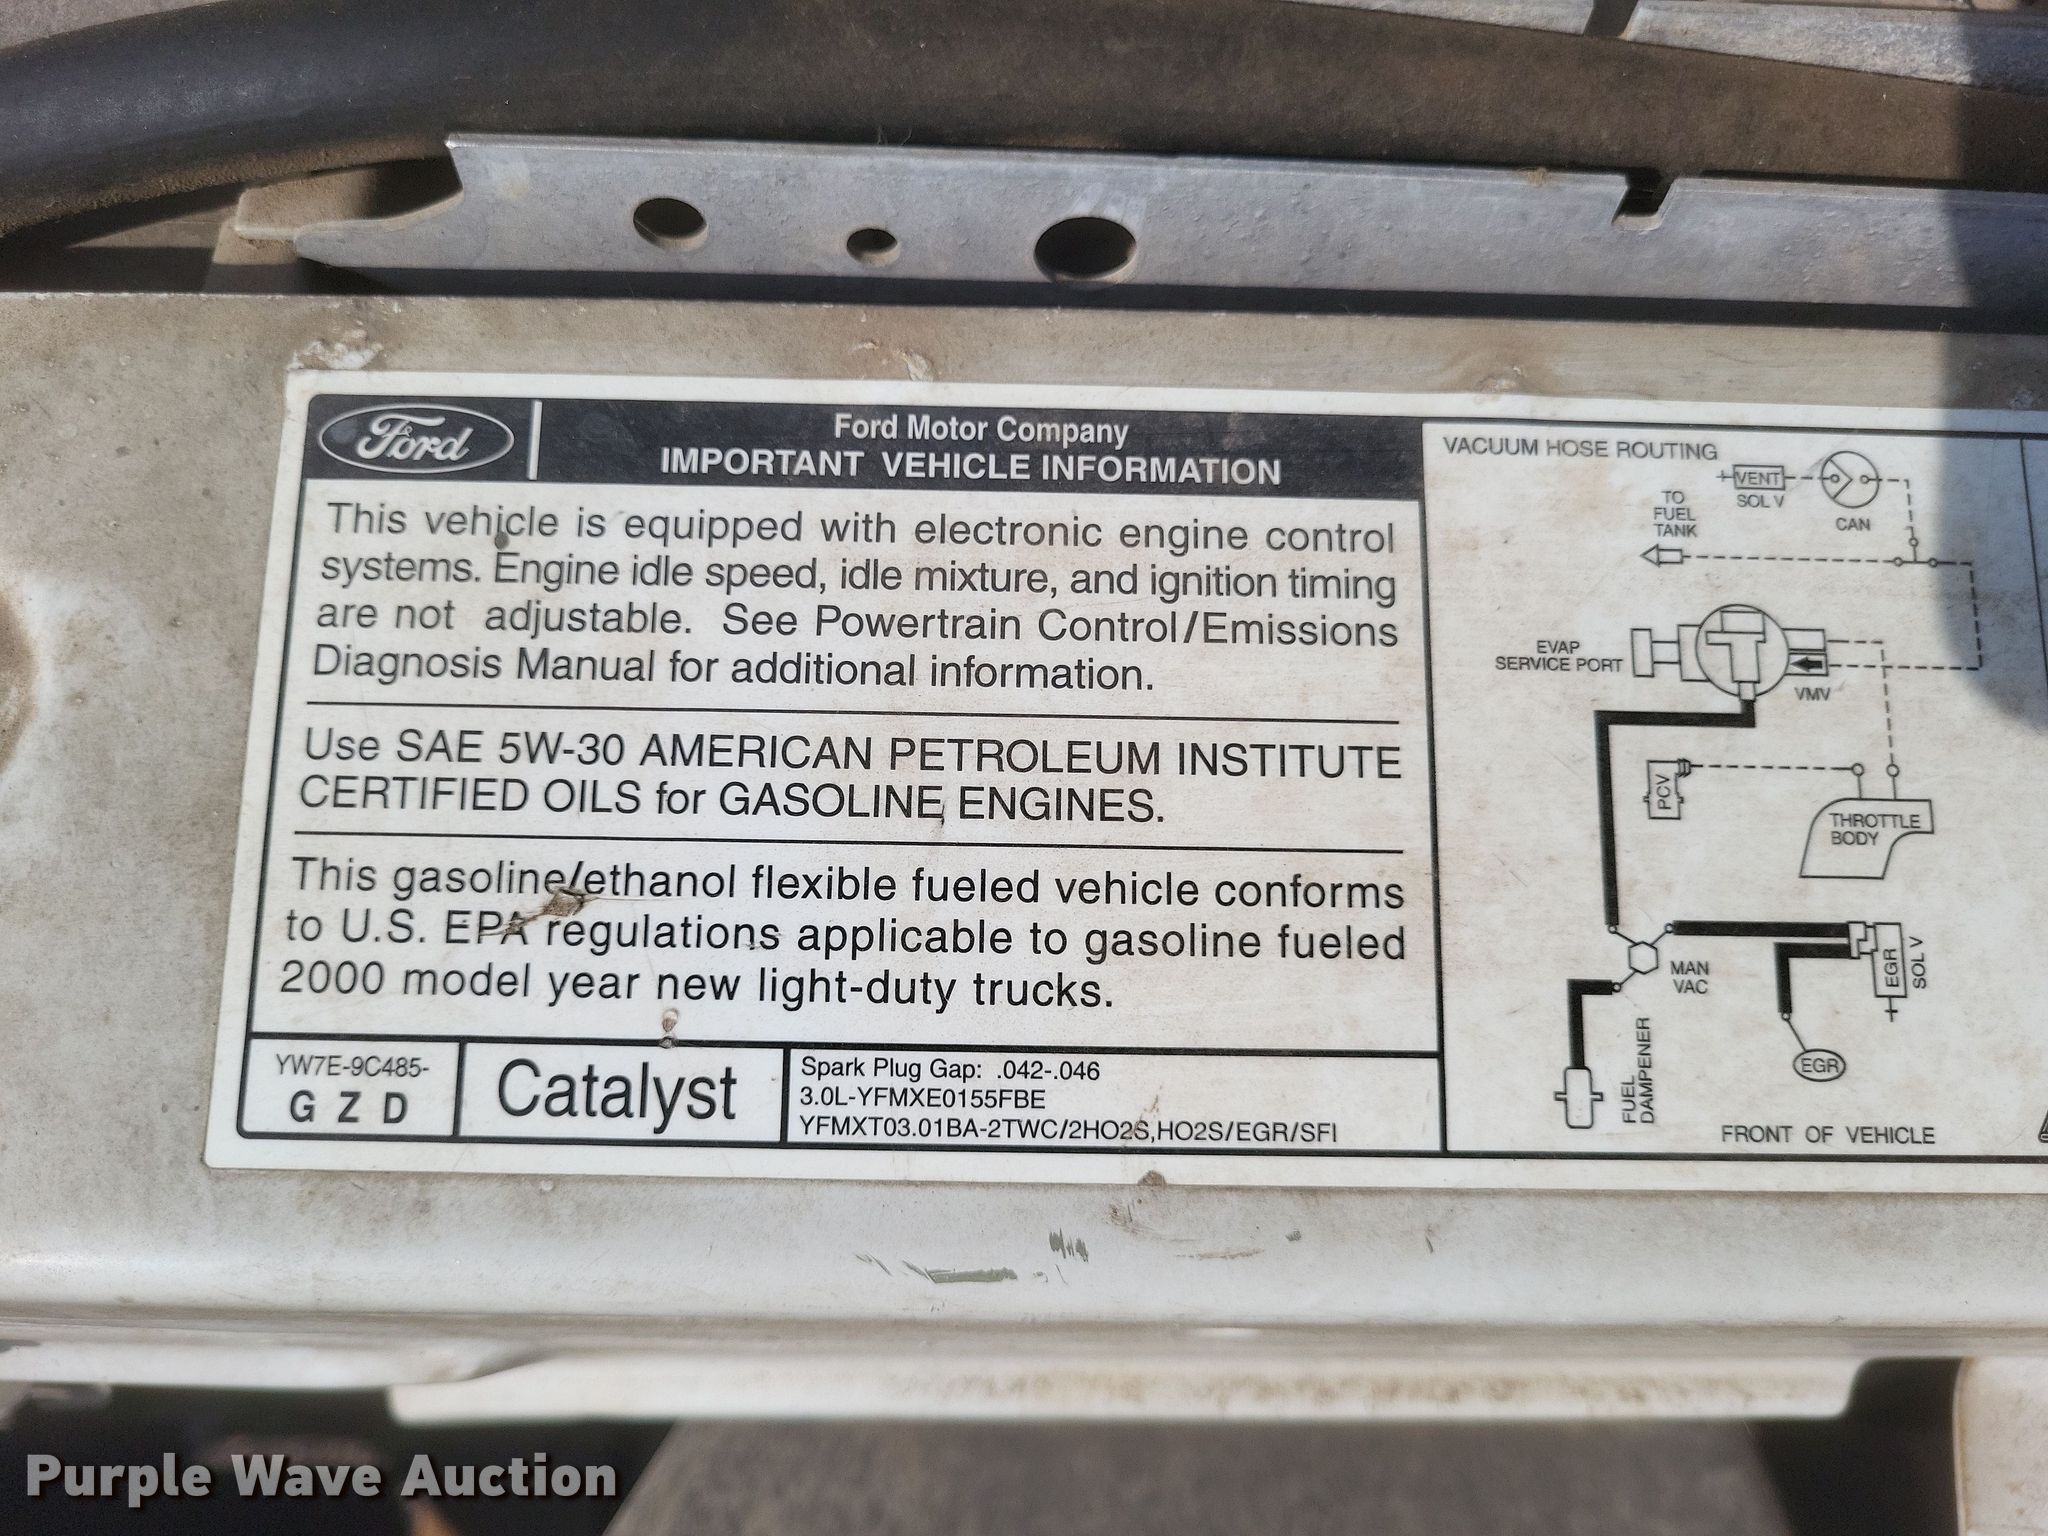 Ford
Ford Motor Company
IMPORTANT VEHICLE INFORMATION
This vehicle is equipped with electronic engine control
systems. Engine idle speed, idle mixture, and ignition timing
are not adjustable. See Powertrain Control/Emissions
Diagnosis Manual for additional information.
Use SAE 5W-30 AMERICAN PETROLEUM INSTITUTE
CERTIFIED OILS for GASOLINE ENGINES.
This gasoline/ethanol flexible fueled vehicle conforms
to U.S. EPA regulations applicable to gasoline fueled
2000 model year new light-duty trucks.
YW7E-9C485-
G Z D
Catalyst
Spark Plug Gap: .042-.046
3.0L-YFMXE0155FBE
YFMXT03.01BA-2TWC/2HO2S,HO2S/EGR/SFI
VACUUM HOSE ROUTING
VENT
SOL V
CAN
TO
FUEL
TANK
EVAP
SERVICE PORT
VMV
PCV
THROTTLE
BODY
MAN
VAC
EGR
SOL V
FUEL
DAMPENER
EGR
FRONT OF VEHICLE
Purple Wave Auction